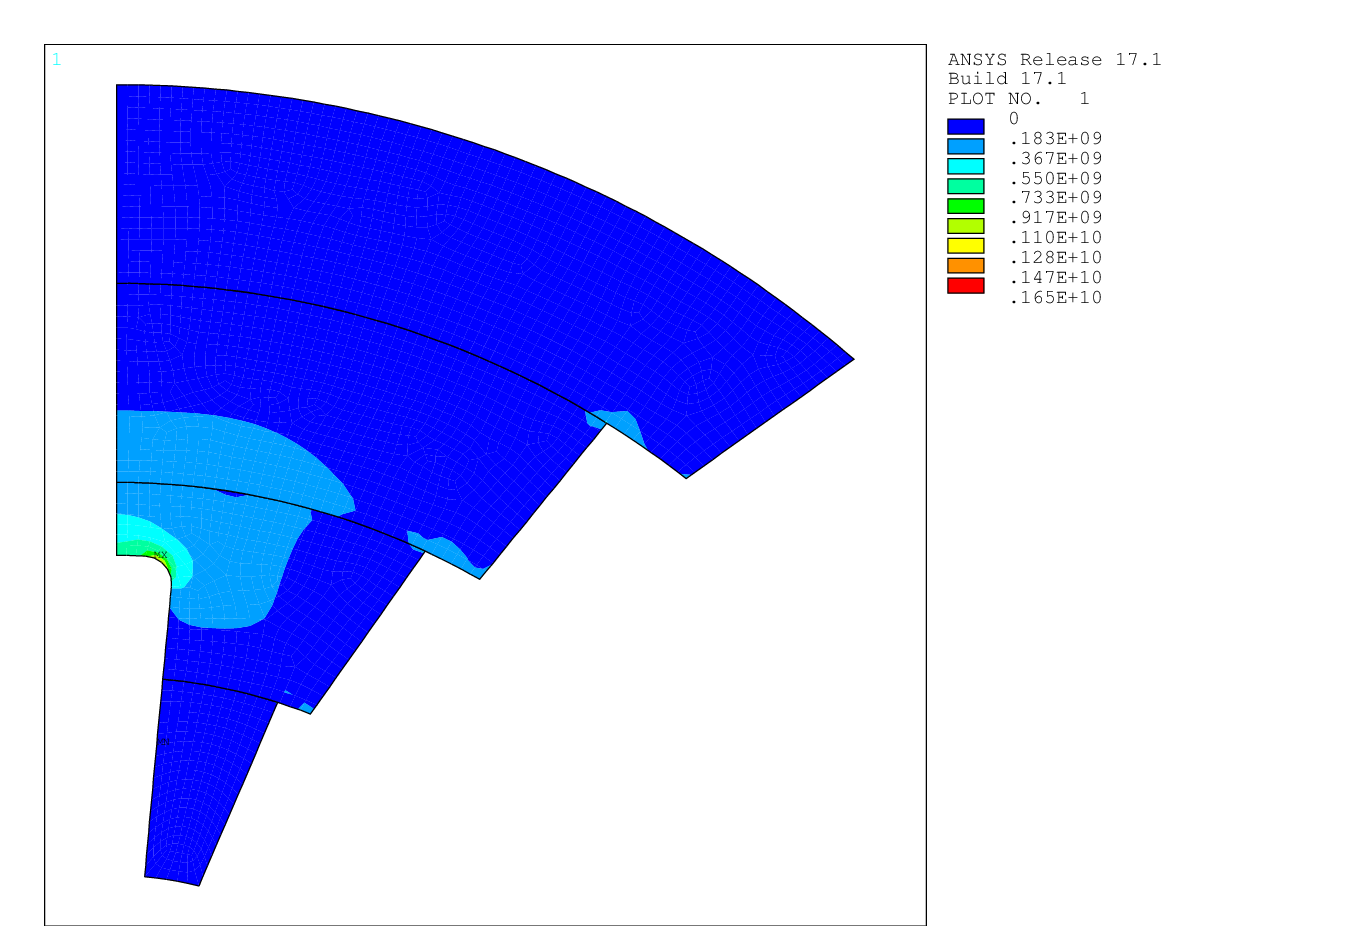 1
ANSYS Release 17.1
Build 17.1
PLOT NO. 1
0
.183E+09
.367E+09
.550E+09
.733E+09
.917E+09
.110E+10
.128E+10
.147E+10
.165E+10
MX